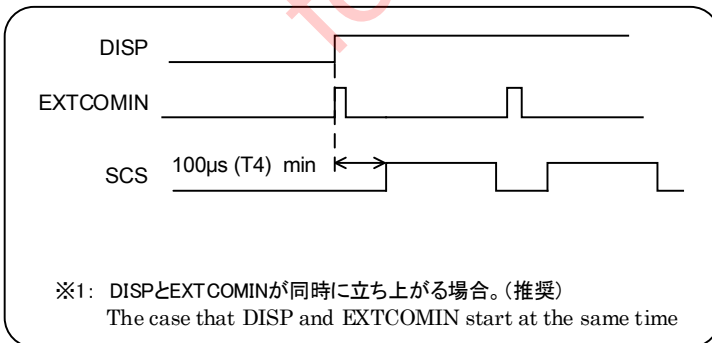 DISP
EXTCOMIN
100μs (T4) min
SCS
※1: DISPとEXTCOMINが同時に立ち上がる場合。(推奨)
The case that DISP and EXTCOMIN start at the same time